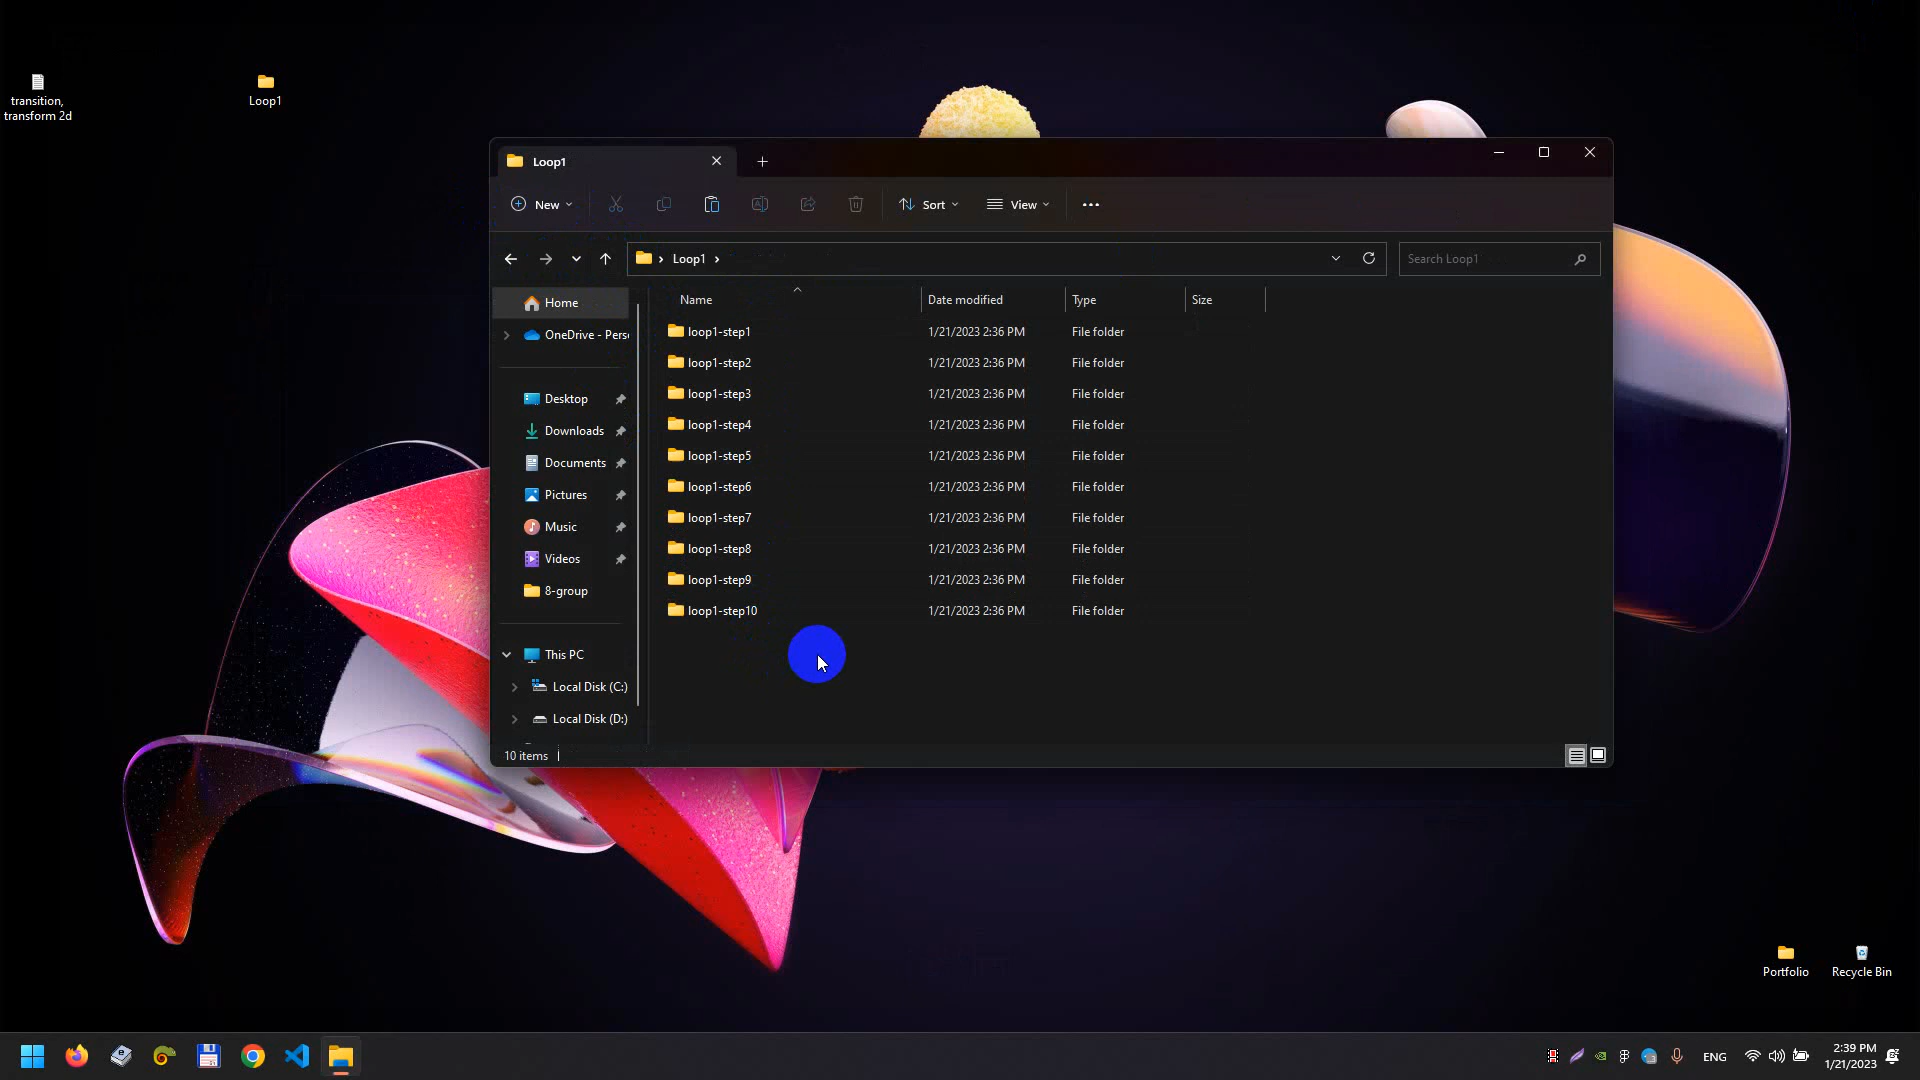 transition,
transform 2d
Loop1
Loop1
New
Sort
View
Loop1
Search Loop1
Home
OneDrive - Pers
Desktop
Downloads
Documents
Pictures
Music
Videos
8-group
This PC
Local Disk (C:)
Local Disk (D:)
Name Date modified Type Size
loop1-step1 1/21/2023 2:36 PM File folder
loop1-step2 1/21/2023 2:36 PM File folder
loop1-step3 1/21/2023 2:36 PM File folder
loop1-step4 1/21/2023 2:36 PM File folder
loop1-step5 1/21/2023 2:36 PM File folder
loop1-step6 1/21/2023 2:36 PM File folder
loop1-step7 1/21/2023 2:36 PM File folder
loop1-step8 1/21/2023 2:36 PM File folder
loop1-step9 1/21/2023 2:36 PM File folder
loop1-step10 1/21/2023 2:36 PM File folder
10 items
Portfolio
Recycle Bin
ENG
2:39 PM
1/21/2023